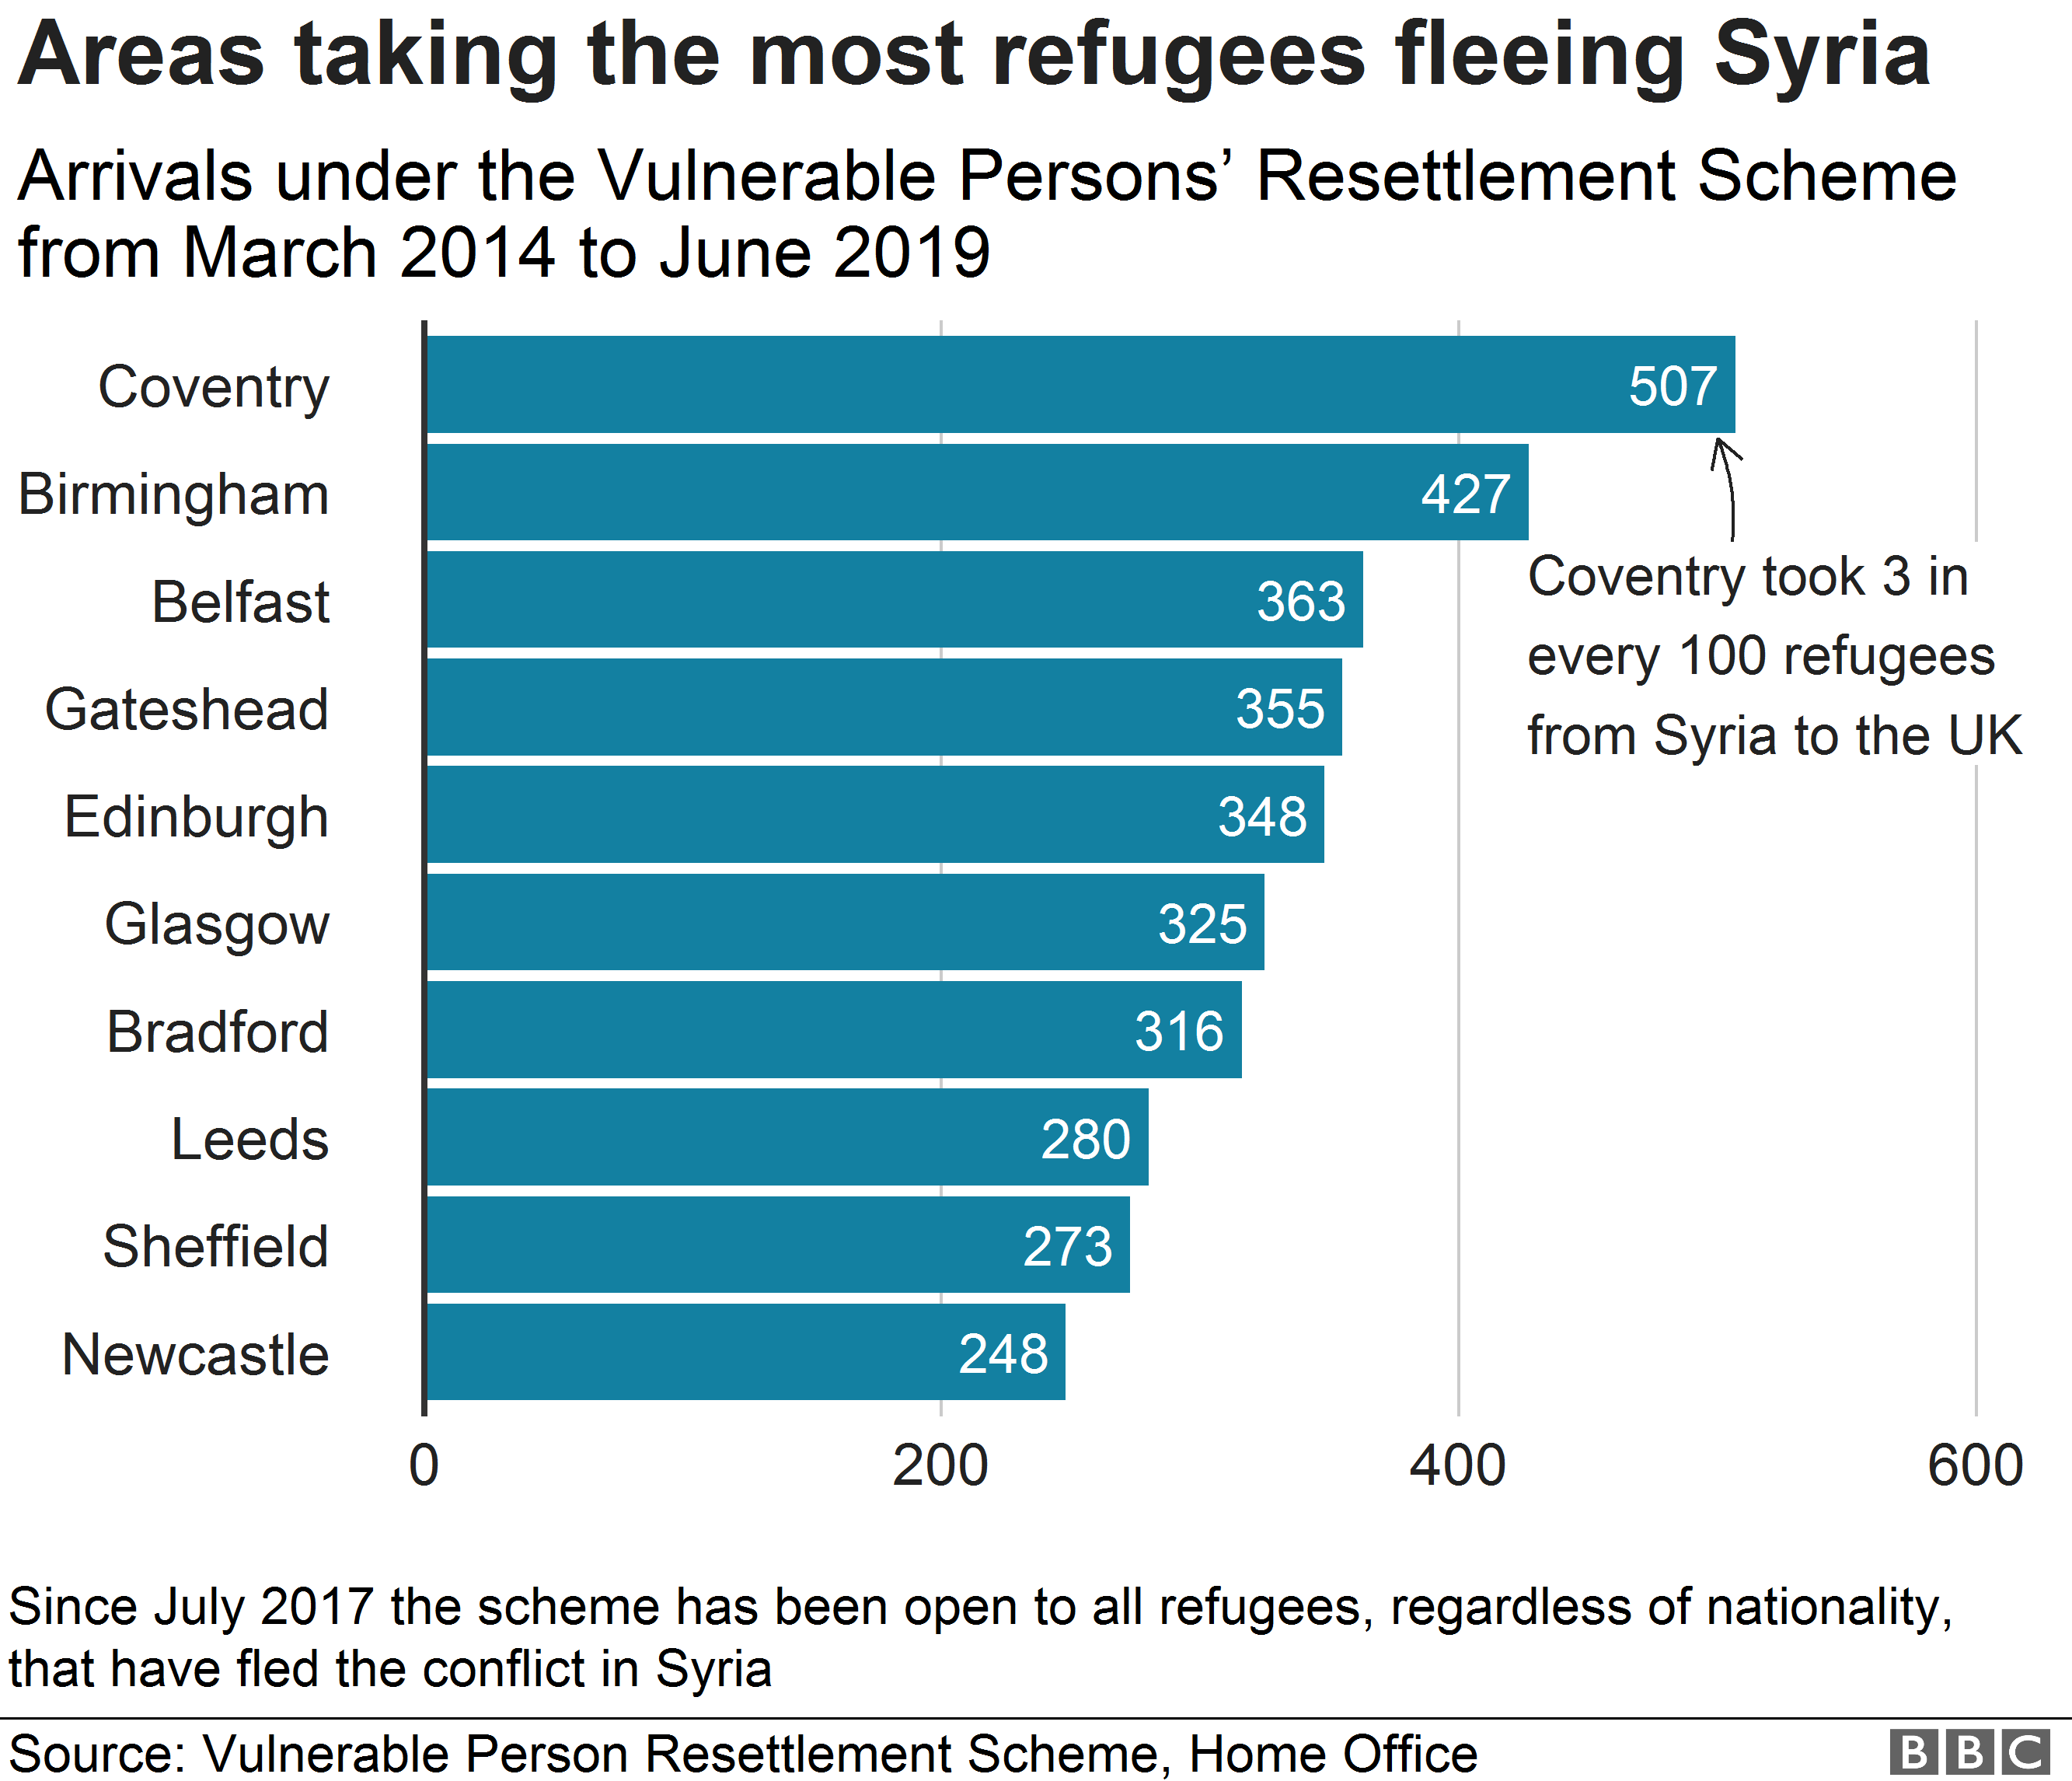 Areas taking the most refugees fleeing Syria
Arrivals under the Vulnerable Persons’ Resettlement Scheme
from March 2014 to June 2019
Coventry 507
Birmingham 427
Belfast 363
Gateshead 355
Edinburgh 348
Glasgow 325
Bradford 316
Leeds 280
Sheffield 273
Newcastle 248
Coventry took 3 in
every 100 refugees
from Syria to the UK
0 200 400 600
Since July 2017 the scheme has been open to all refugees, regardless of nationality,
that have fled the conflict in Syria
Source: Vulnerable Person Resettlement Scheme, Home Office
BBC